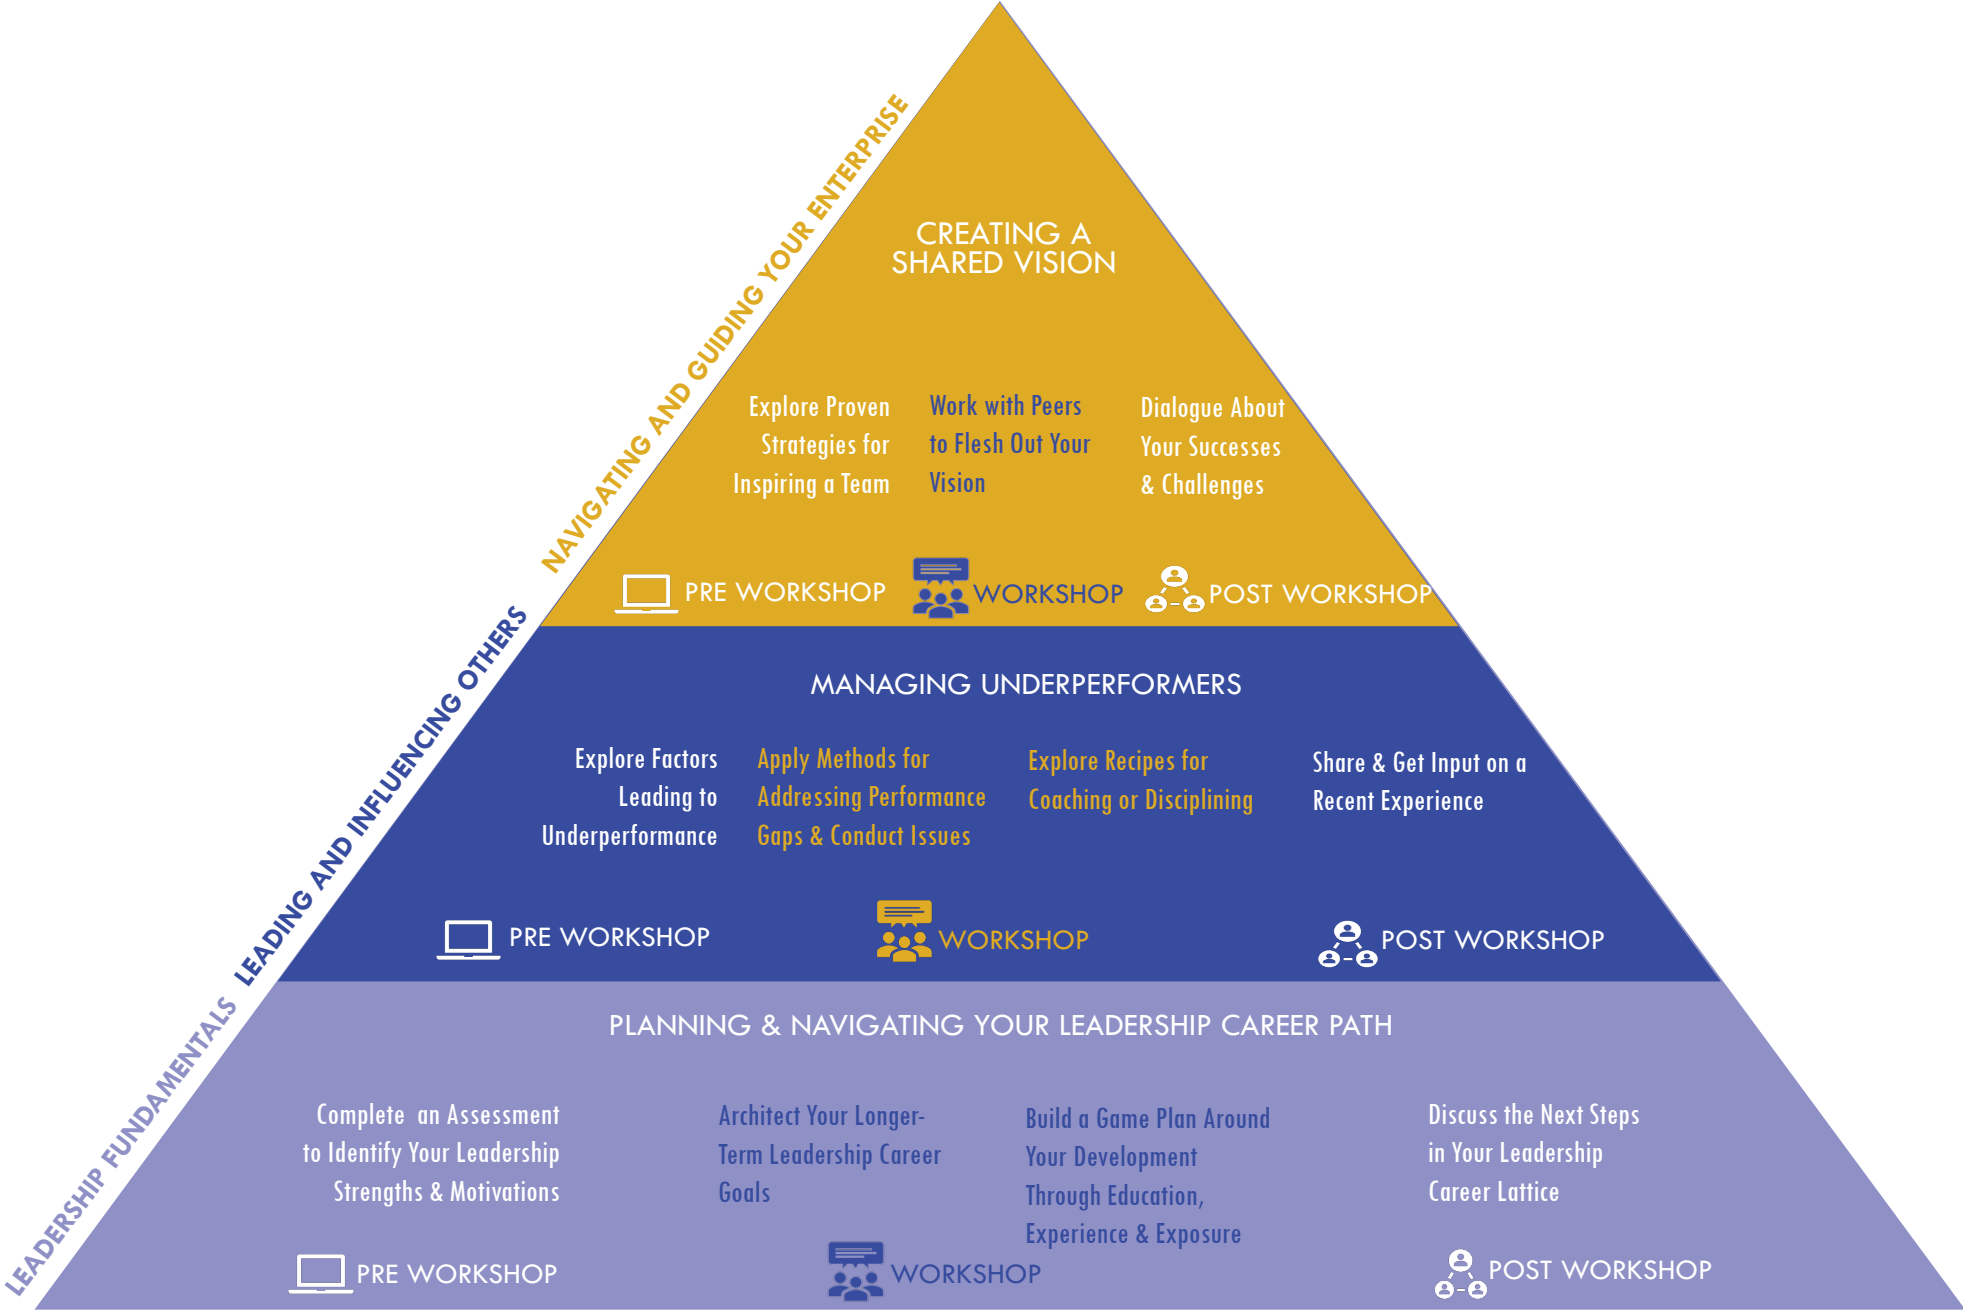 NAVIGATING AND GUIDING YOUR ENTERPRISE
CREATING A
SHARED VISION
Explore Proven
Strategies for
Inspiring a Team
Work with Peers
to Flesh Out Your
Vision
Dialogue About
Your Successes
& Challenges
PRE WORKSHOP
WORKSHOP
POST WORKSHOP
LEADING AND INFLUENCING OTHERS
MANAGING UNDERPERFORMERS
Explore Factors
Leading to
Underperformance
Apply Methods for
Addressing Performance
Gaps & Conduct Issues
Explore Recipes for
Coaching or Disciplining
Share & Get Input on a
Recent Experience
PRE WORKSHOP
WORKSHOP
POST WORKSHOP
LEADERSHIP FUNDAMENTALS
PLANNING & NAVIGATING YOUR LEADERSHIP CAREER PATH
Complete an Assessment
to Identify Your Leadership
Strengths & Motivations
Architect Your Longer-
Term Leadership Career
Goals
Build a Game Plan Around
Your Development
Through Education,
Experience & Exposure
Discuss the Next Steps
in Your Leadership
Career Lattice
PRE WORKSHOP
WORKSHOP
POST WORKSHOP